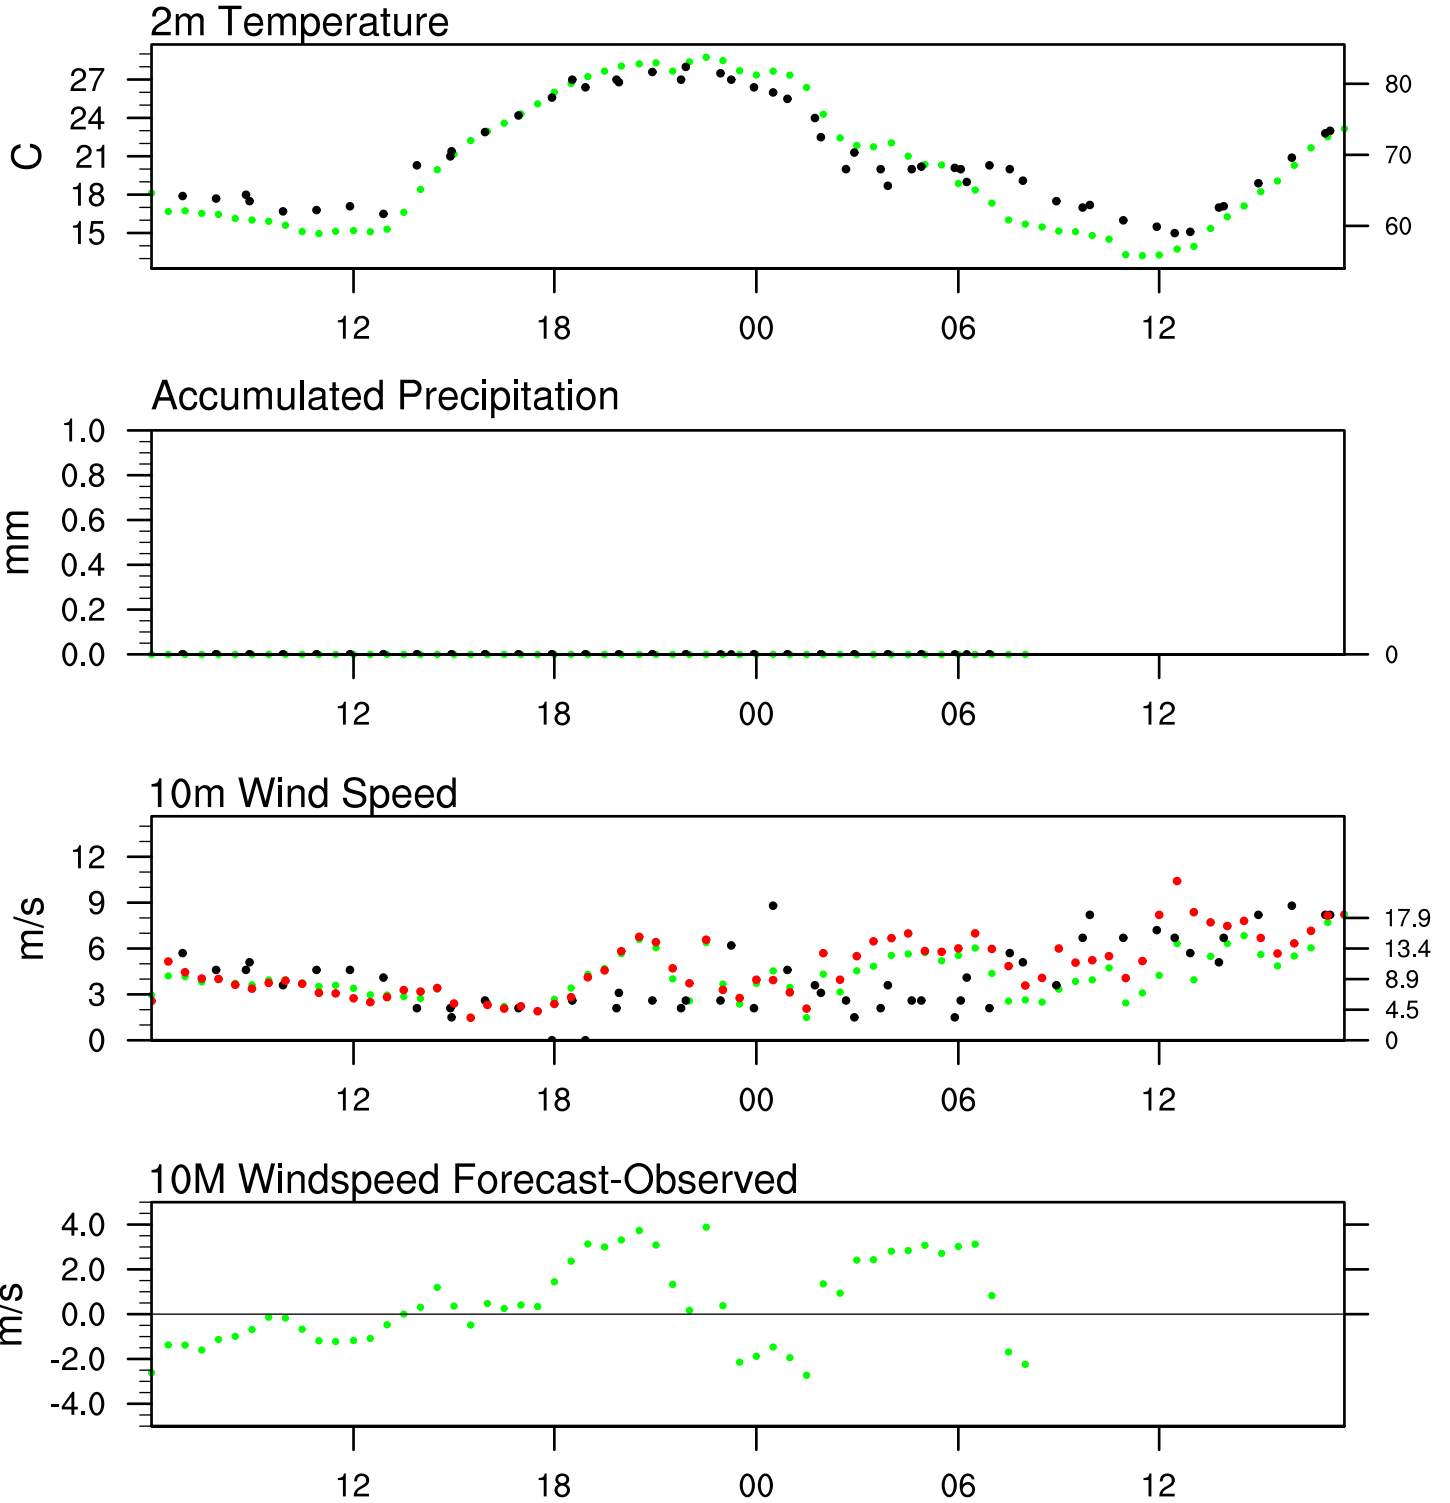 2m Temperature
27
24
21
18
15
C
80
70
60
12 18 00 06 12
Accumulated Precipitation
1.0
0.8
0.6
0.4
0.2
0.0
mm
0
12 18 00 06 12
10m Wind Speed
12
9
6
3
0
m/s
17.9
13.4
8.9
4.5
0
12 18 00 06 12
10M Windspeed Forecast-Observed
4.0
2.0
0.0
-2.0
-4.0
m/s
12 18 00 06 12